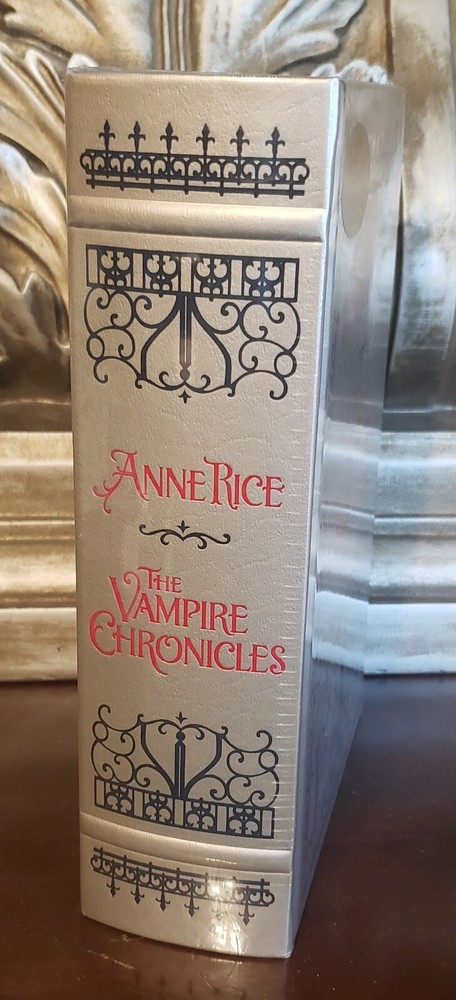 ANNE RICE
THE
VAMPIRE
CHRONICLES